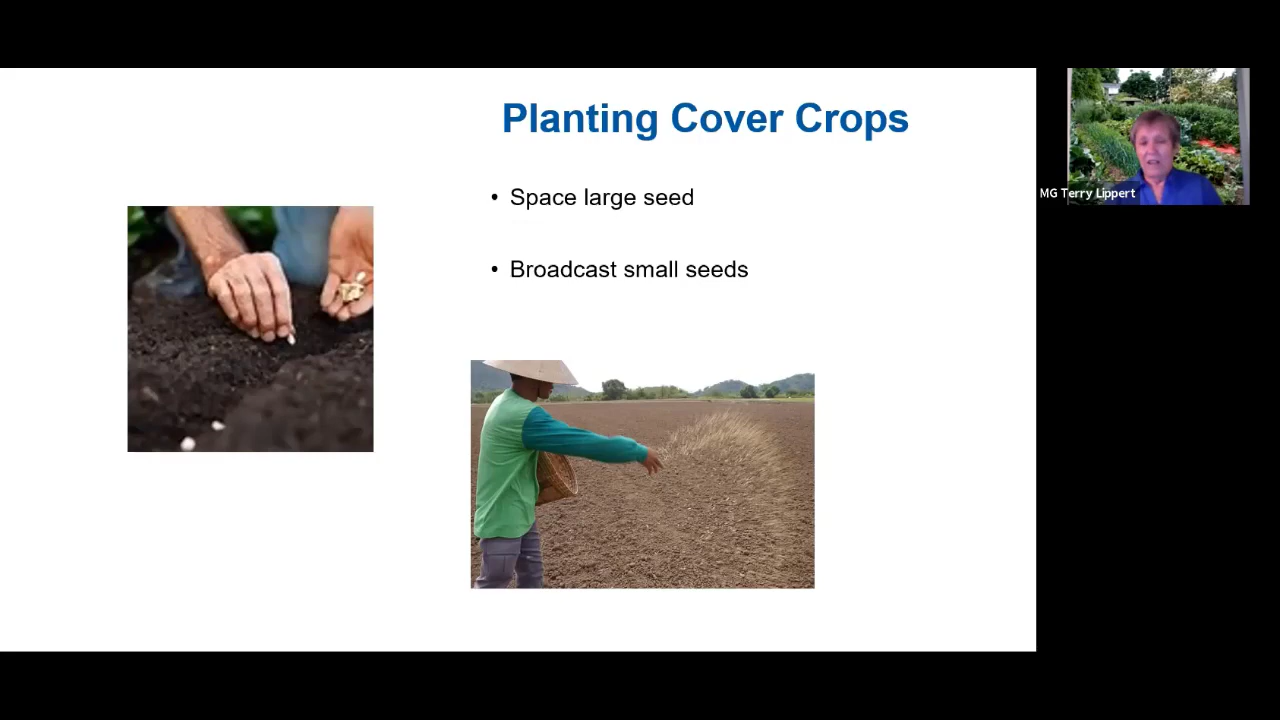 Planting Cover Crops
• Space large seed
• Broadcast small seeds
MG Terry Lippert